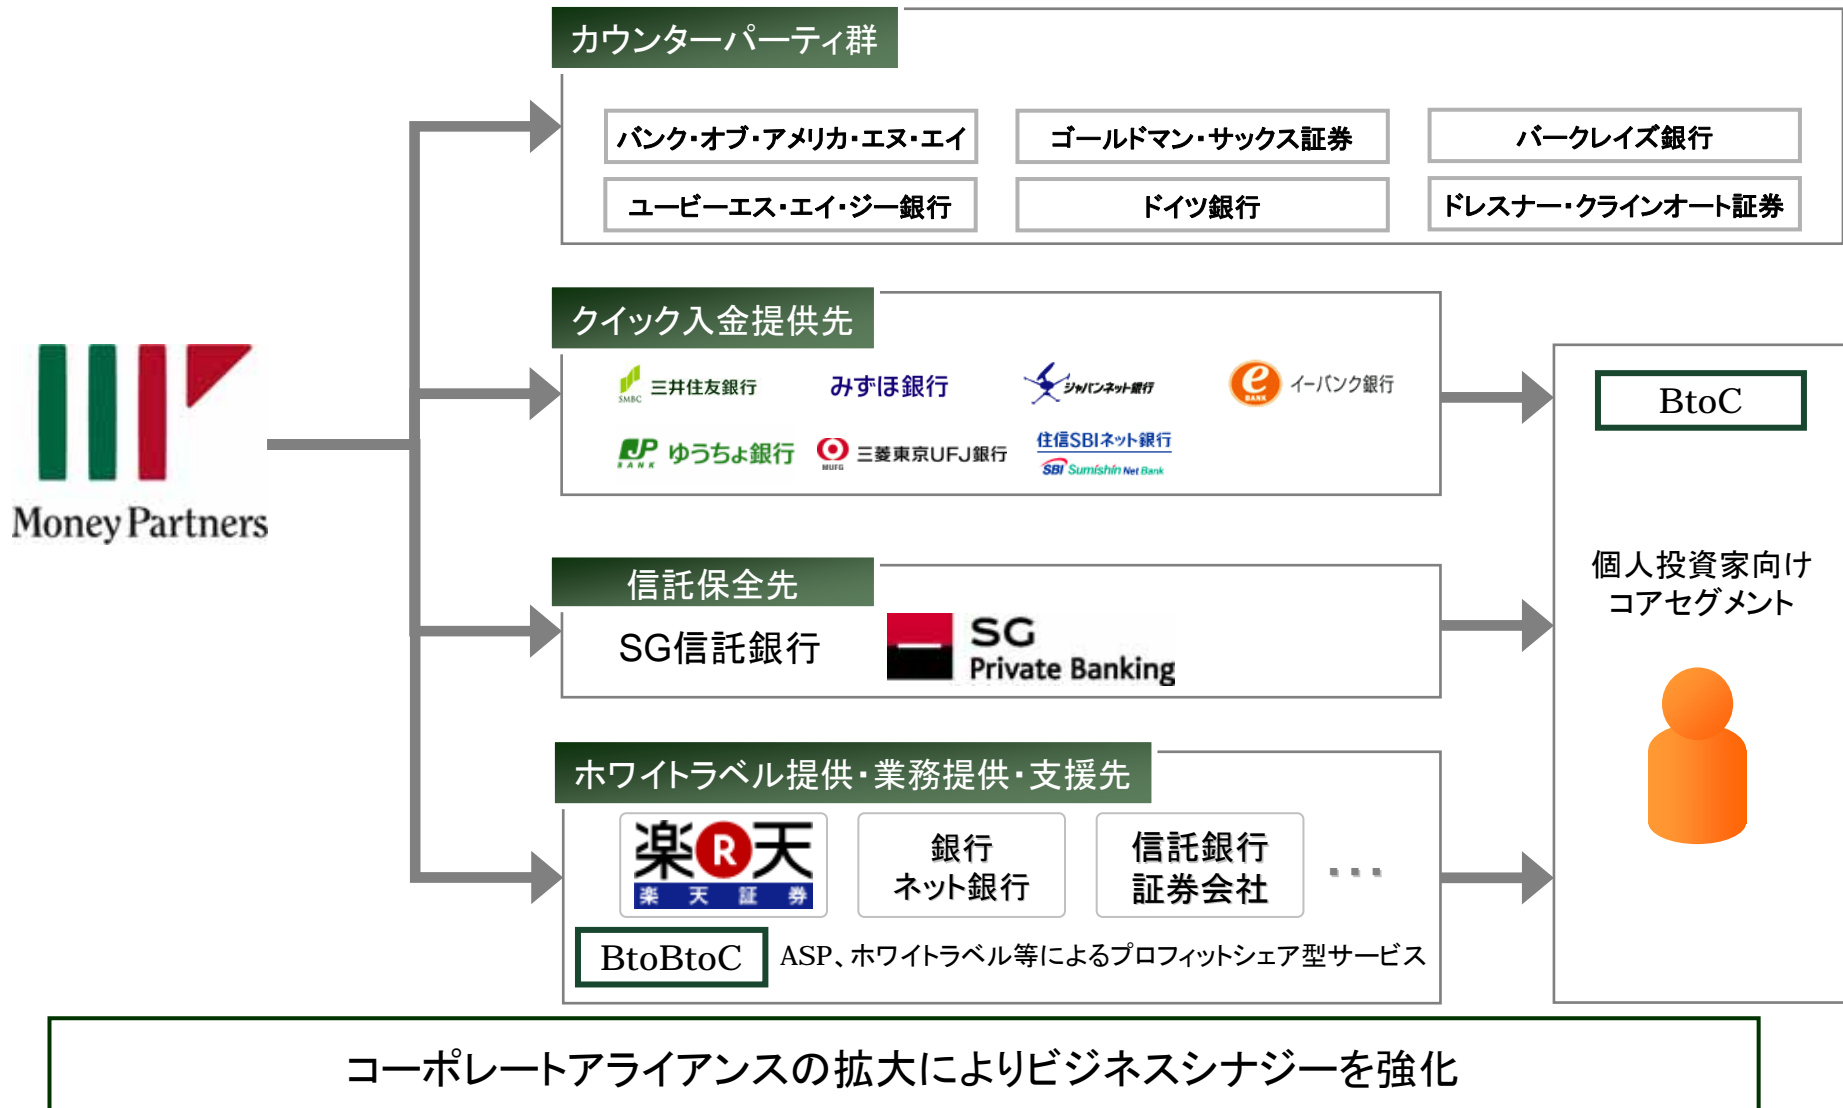 カウンターパーティ群
バンク・オブ・アメリカ・エヌ・エイ
ゴールドマン・サックス証券
バークレイズ銀行
ユービーエス・エイ・ジー銀行
ドイツ銀行
ドレスナー・クラインオート証券
Money Partners
クイック入金提供先
SMBC 三井住友銀行
みずほ銀行
ジャパンネット銀行
e BANK イーバンク銀行
JP BANK ゆうちょ銀行
MUFG 三菱東京UFJ銀行
住信SBIネット銀行
SBI Sumishin Net Bank
信託保全先
SG信託銀行
SG
Private Banking
ホワイトラベル提供・業務提供・支援先
楽R天
楽天証券
銀行
ネット銀行
信託銀行
証券会社
...
BtoBtoC
ASP、ホワイトラベル等によるプロフィットシェア型サービス
BtoC
個人投資家向け
コアセグメント
コーポレートアライアンスの拡大によりビジネスシナジーを強化